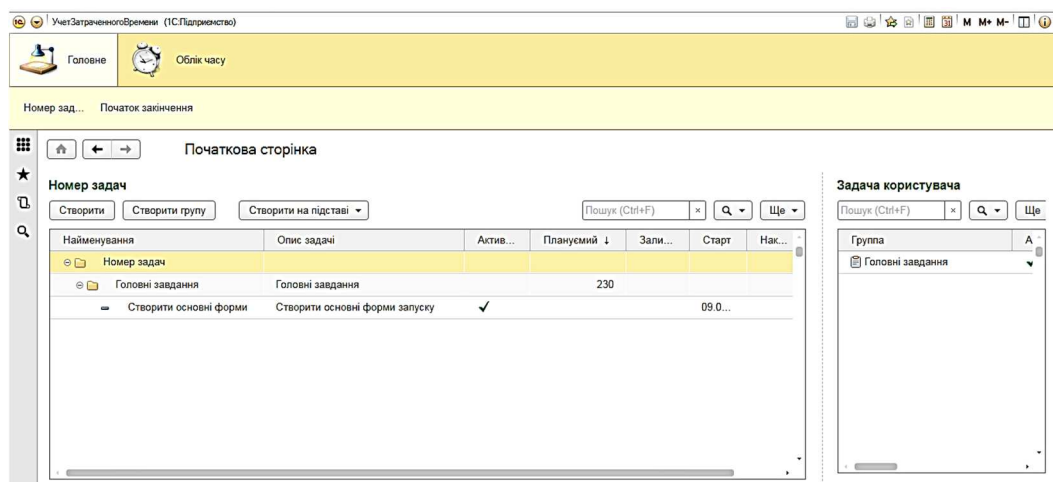 УчетЗатраченногоВремени (1С:Підприємство)
M M+ M-
Головне Облік часу
Номер зад... Початок закінчення
Початкова сторінка
Номер задач
Створити Створити групу Створити на підставі Пошук (Ctrl+F) × Ще
Найменування Опис задачі Актив... Плануємий ↓ Зали... Старт Нак...
Номер задач
Головні завдання Головні завдання 230
Створити основні форми Створити основні форми запуску ✓ 09.0...
Задача користувача
Пошук (Ctrl+F) × Ще
Группа А
Головні завдання